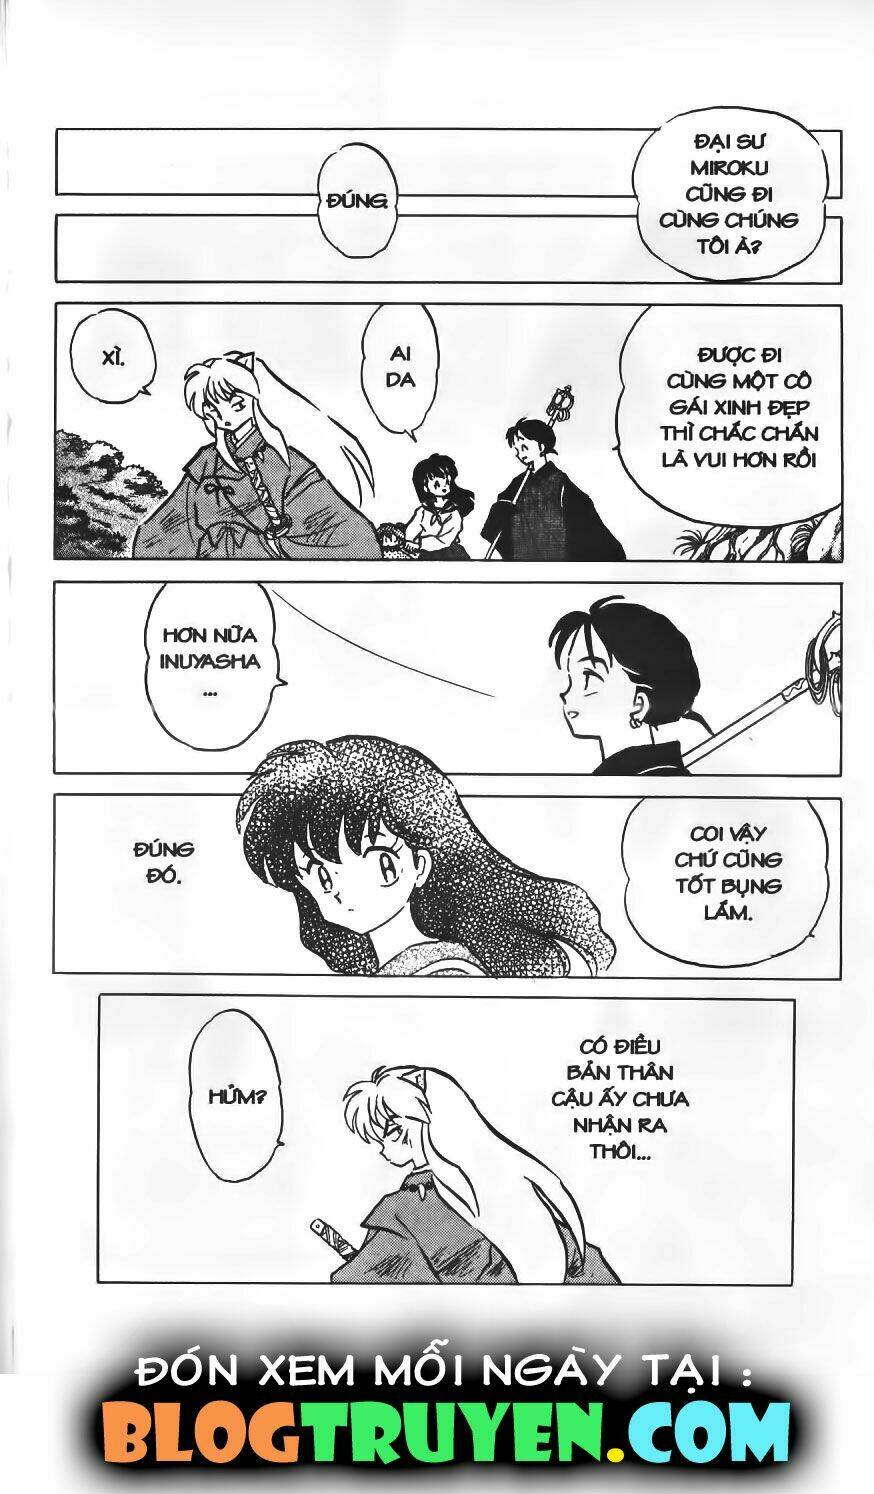 ĐẠI SƯ
MIROKU
CŨNG ĐI
CÙNG CHÚNG
TÔI À?
ĐÚNG.
ĐƯỢC ĐI
CÙNG MỘT CÔ
GÁI XINH ĐẸP
THÌ CHẮC CHẮN
LÀ VUI HƠN RỒI
AI
DA
XÌ.
HƠN NỮA
INUYASHA
...
COI VẬY
CHỨ CŨNG
TỐT BỤNG
LẮM.
ĐÚNG
ĐÓ.
CÓ ĐIỀU
BẢN THÂN
CẬU ẤY CHƯA
NHẬN RA
THÔI...
HỬM?
ĐÓN XEM MỖI NGÀY TẠI :
BLOGTRUYEN.COM